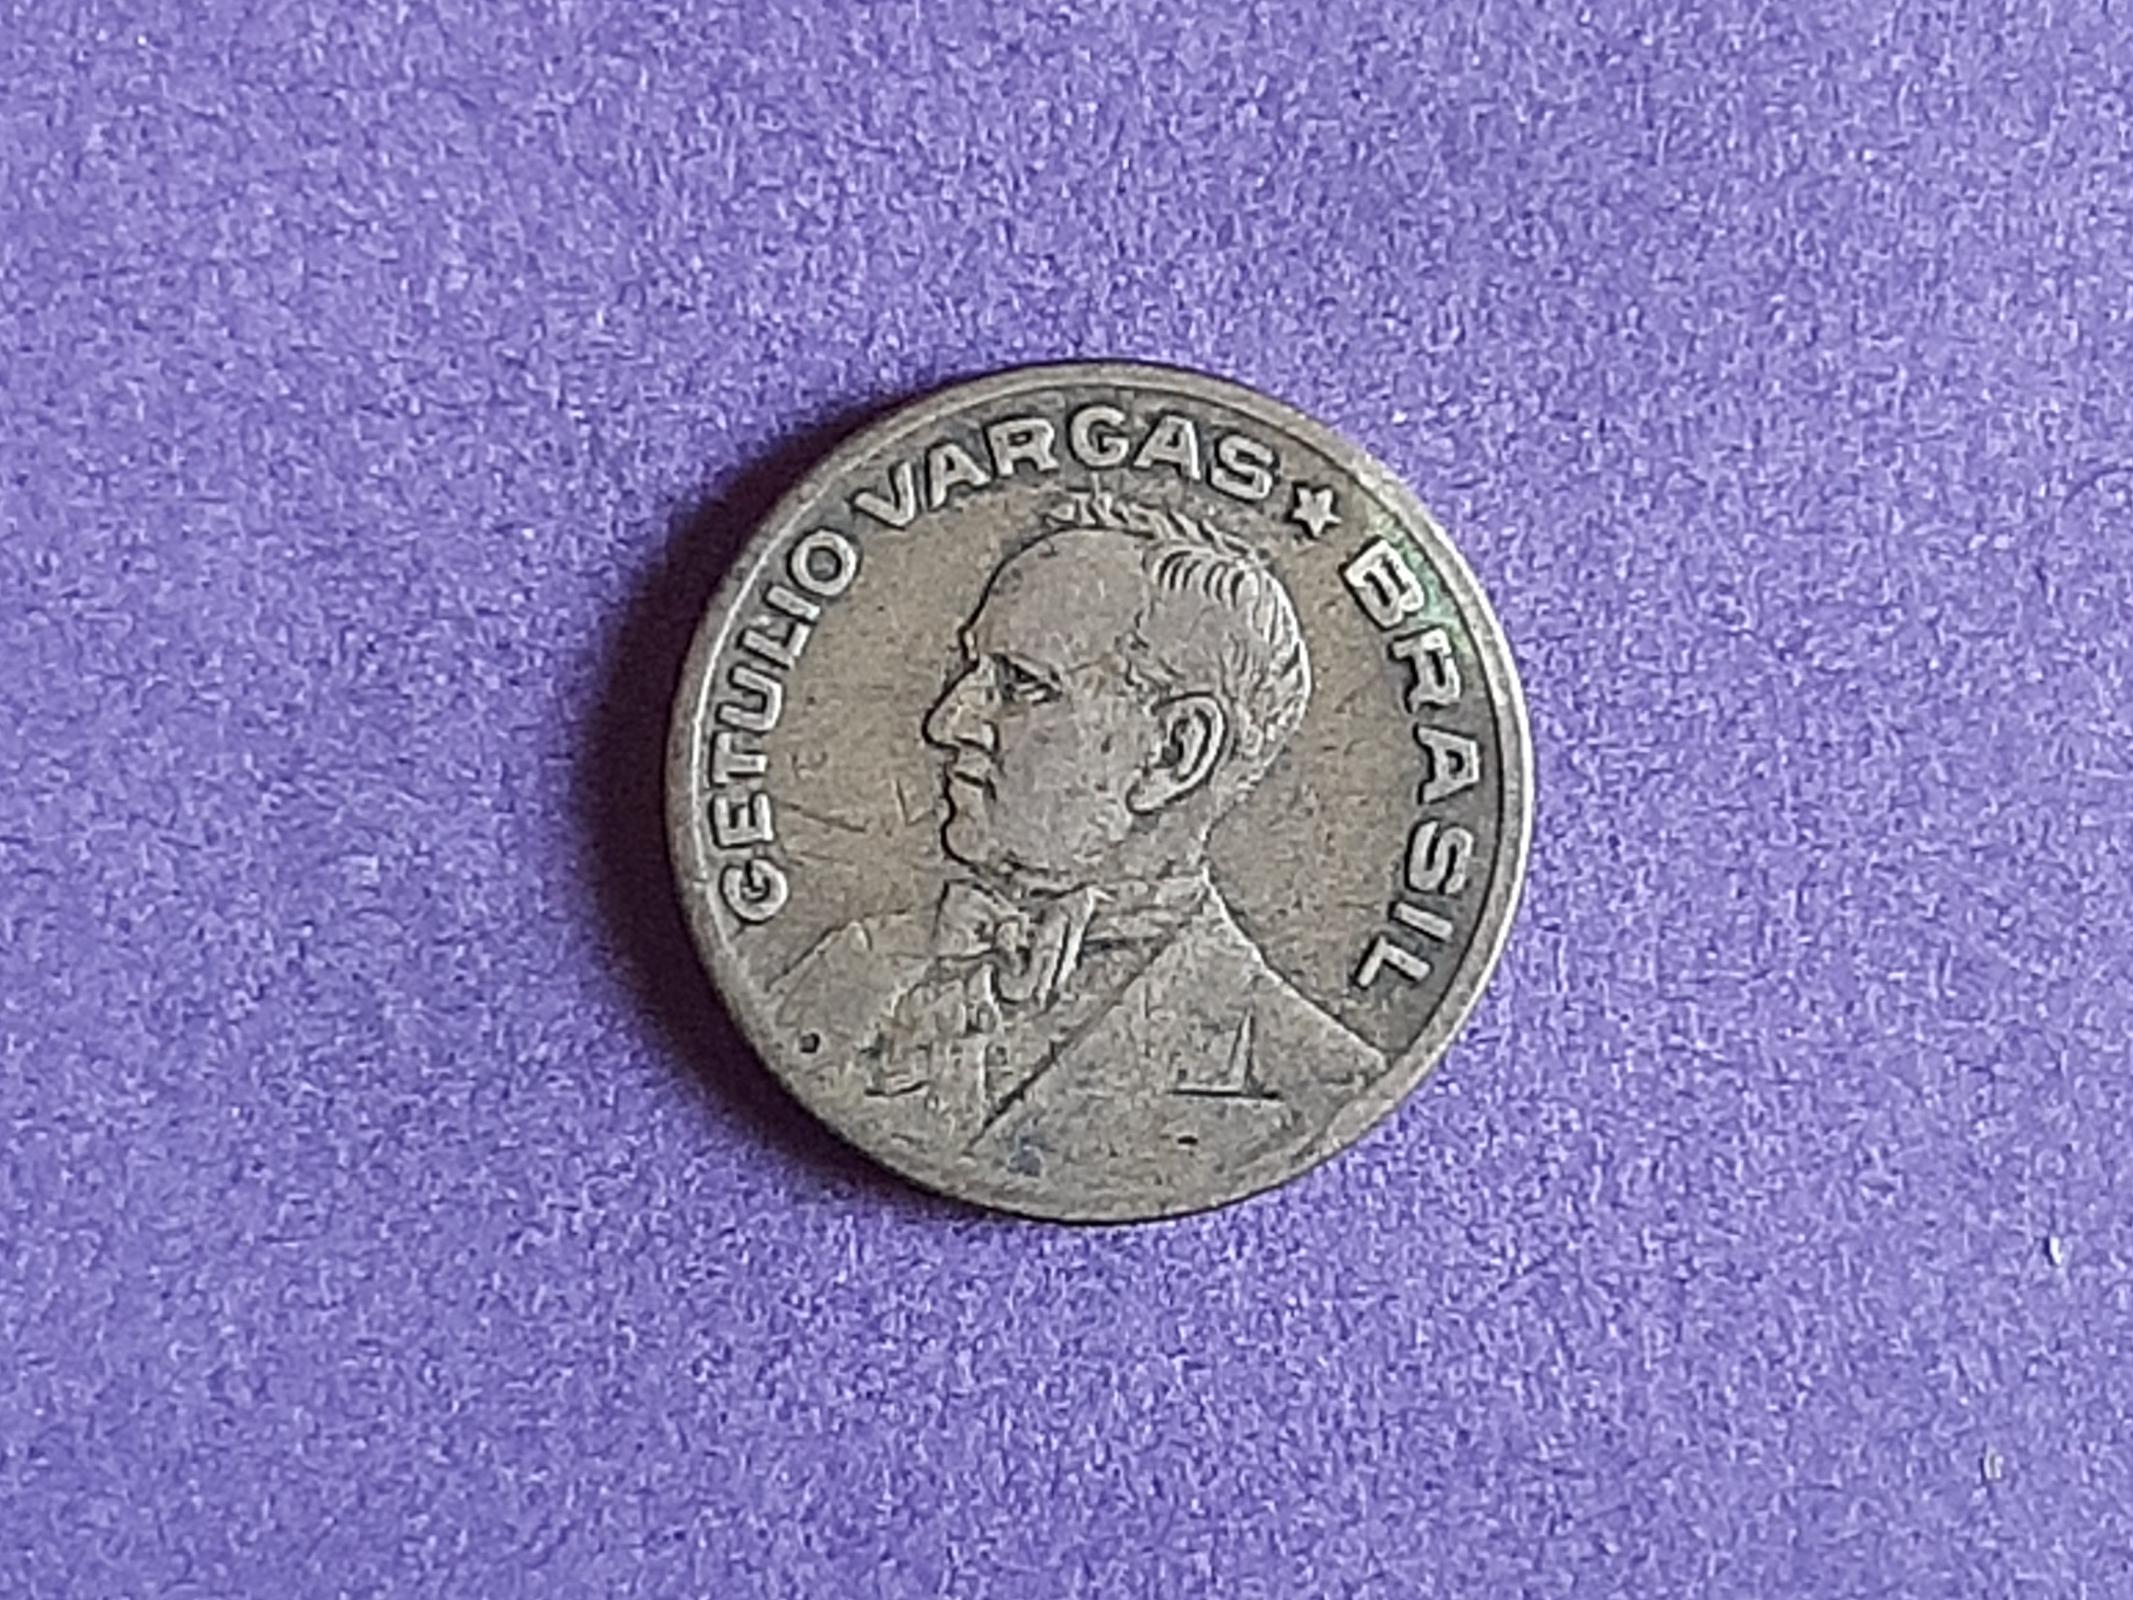 GETULIO VARGAS ★ BRASIL